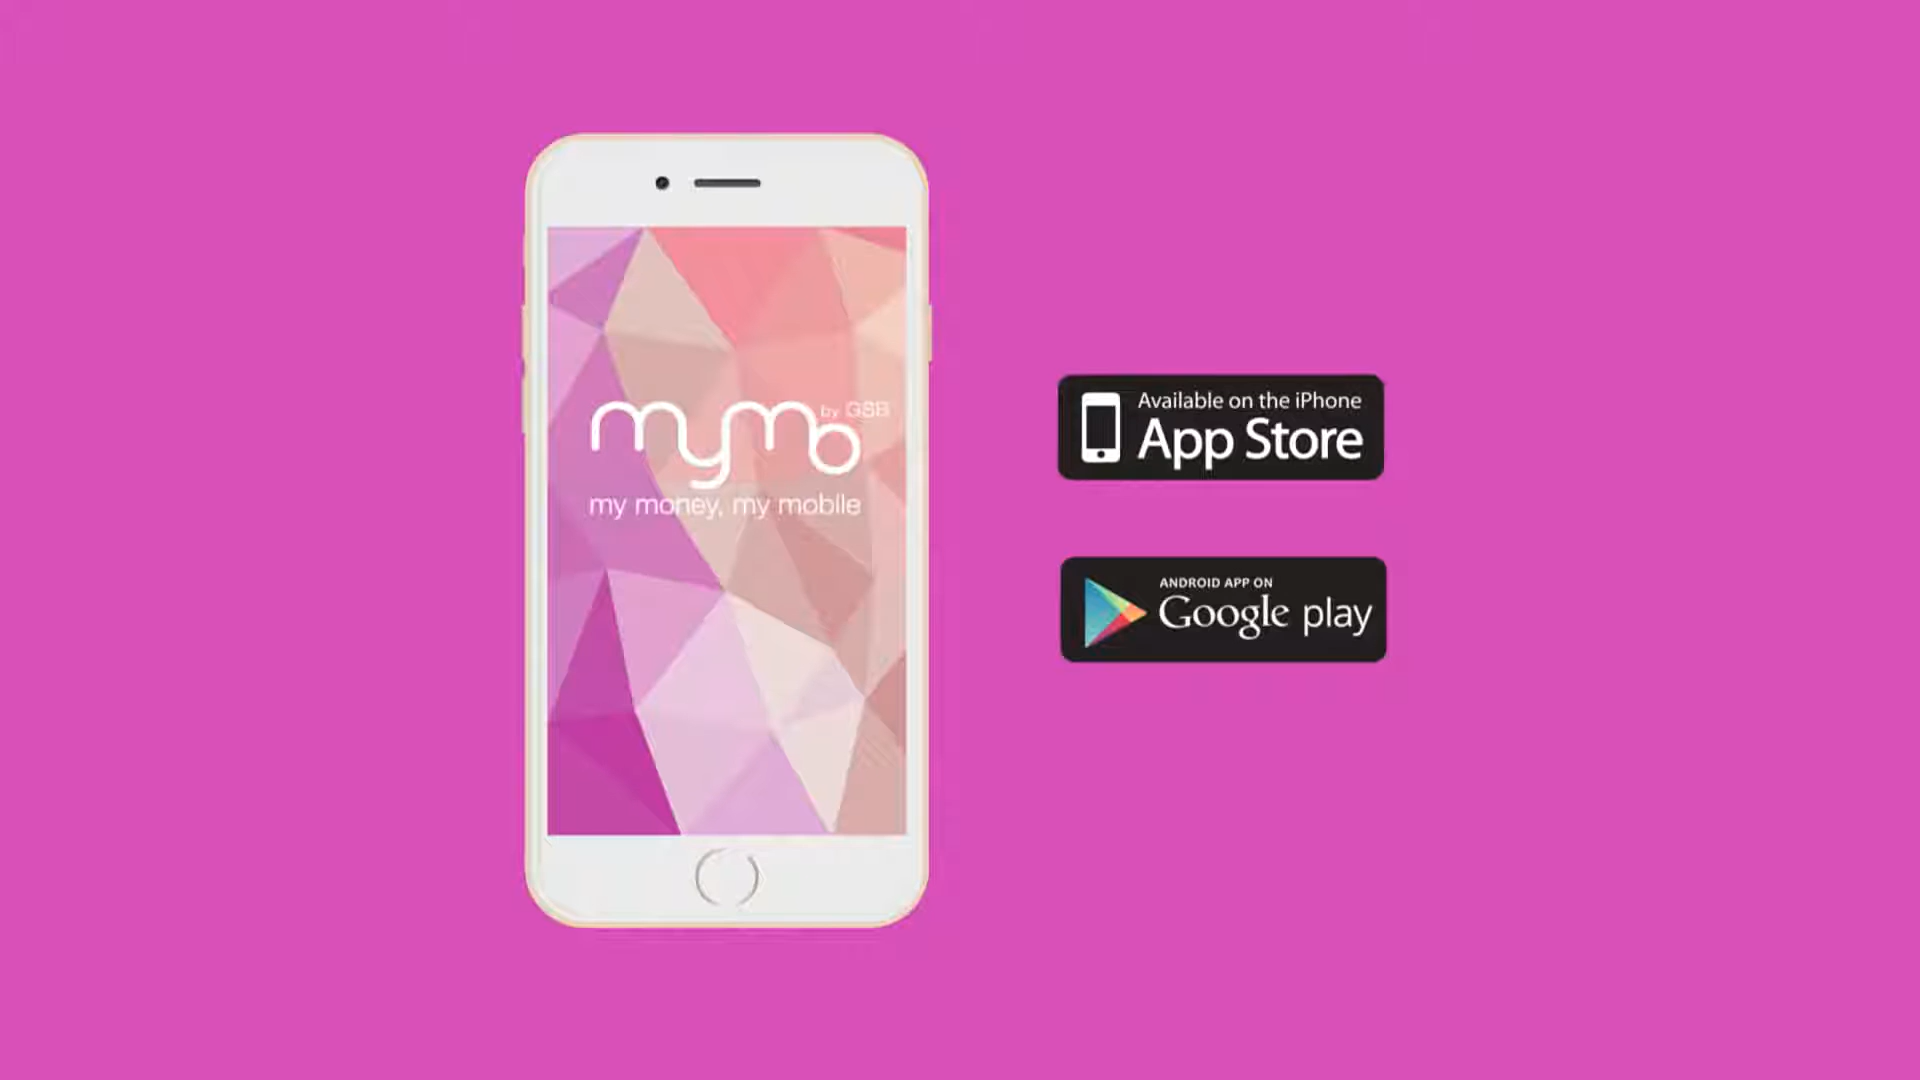 mymo by GSB
my money, my mobile
Available on the iPhone
App Store
ANDROID APP ON
Google play